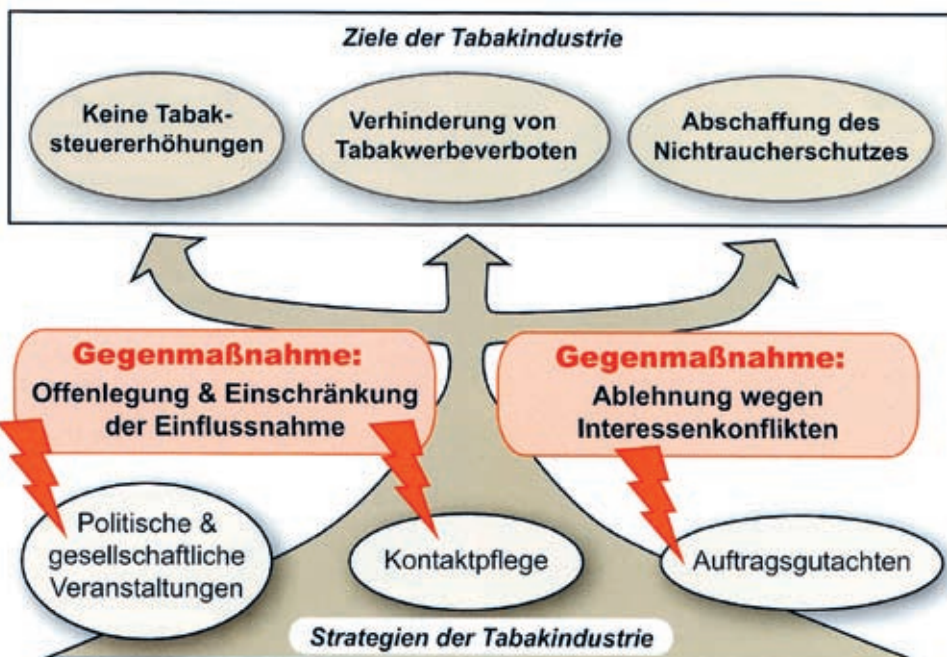 Ziele der Tabakindustrie
Keine Tabak-
steuererhöhungen
Verhinderung von
Tabakwerbeverboten
Abschaffung des
Nichtraucherschutzes
Gegenmaßnahme:
Offenlegung & Einschränkung
der Einflussnahme
Gegenmaßnahme:
Ablehnung wegen
Interessenkonflikten
Politische &
gesellschaftliche
Veranstaltungen
Kontaktpflege
Auftragsgutachten
Strategien der Tabakindustrie